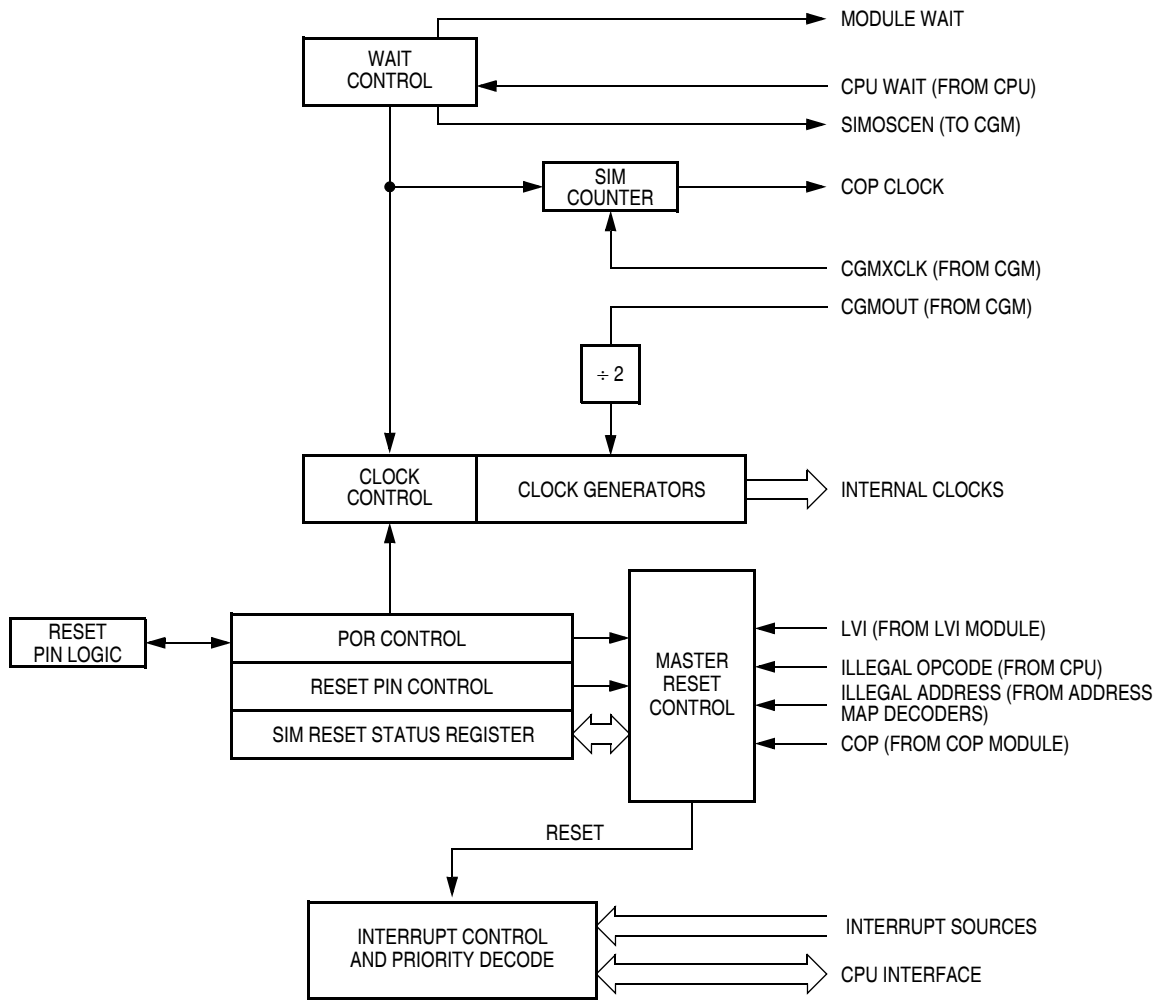 MODULE WAIT
WAIT
CONTROL
CPU WAIT (FROM CPU)
SIMOSCEN (TO CGM)
SIM
COUNTER
COP CLOCK
CGMXCLK (FROM CGM)
CGMOUT (FROM CGM)
÷ 2
CLOCK
CONTROL
CLOCK GENERATORS
INTERNAL CLOCKS
RESET
PIN LOGIC
POR CONTROL
RESET PIN CONTROL
SIM RESET STATUS REGISTER
MASTER
RESET
CONTROL
LVI (FROM LVI MODULE)
ILLEGAL OPCODE (FROM CPU)
ILLEGAL ADDRESS (FROM ADDRESS
MAP DECODERS)
COP (FROM COP MODULE)
RESET
INTERRUPT CONTROL
AND PRIORITY DECODE
INTERRUPT SOURCES
CPU INTERFACE